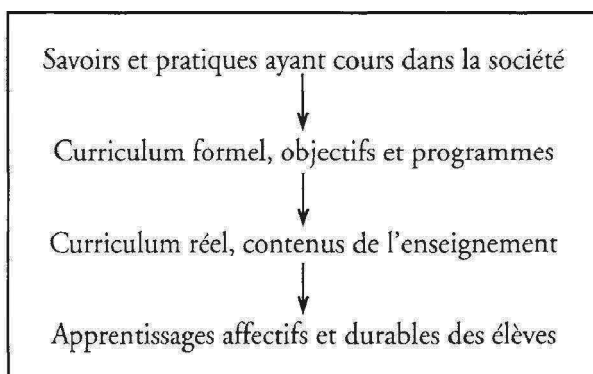 Savoirs et pratiques ayant cours dans la société
Curriculum formel, objectifs et programmes
Curriculum réel, contenus de l'enseignement
Apprentissages affectifs et durables des élèves